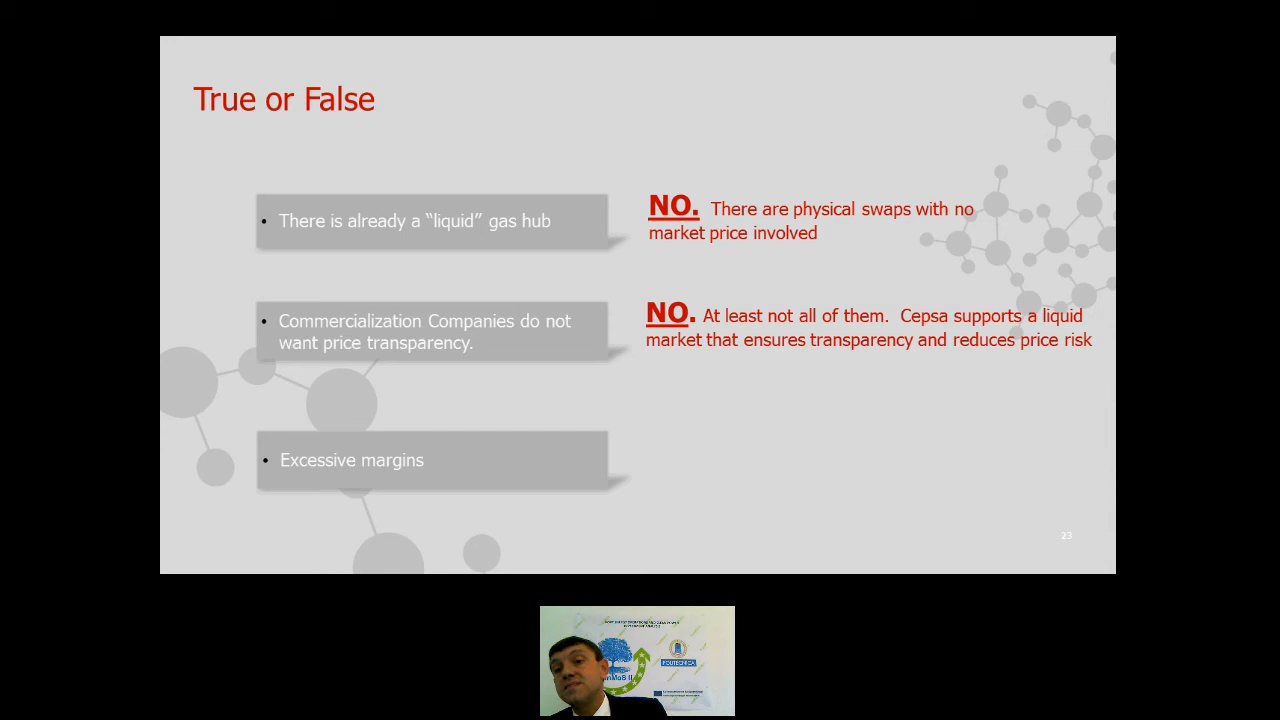 True or False
• There is already a “liquid” gas hub
NO. There are physical swaps with no
market price involved
• Commercialization Companies do not
want price transparency.
NO. At least not all of them. Cepsa supports a liquid
market that ensures transparency and reduces price risk
• Excessive margins
23
POLITÉCNICA